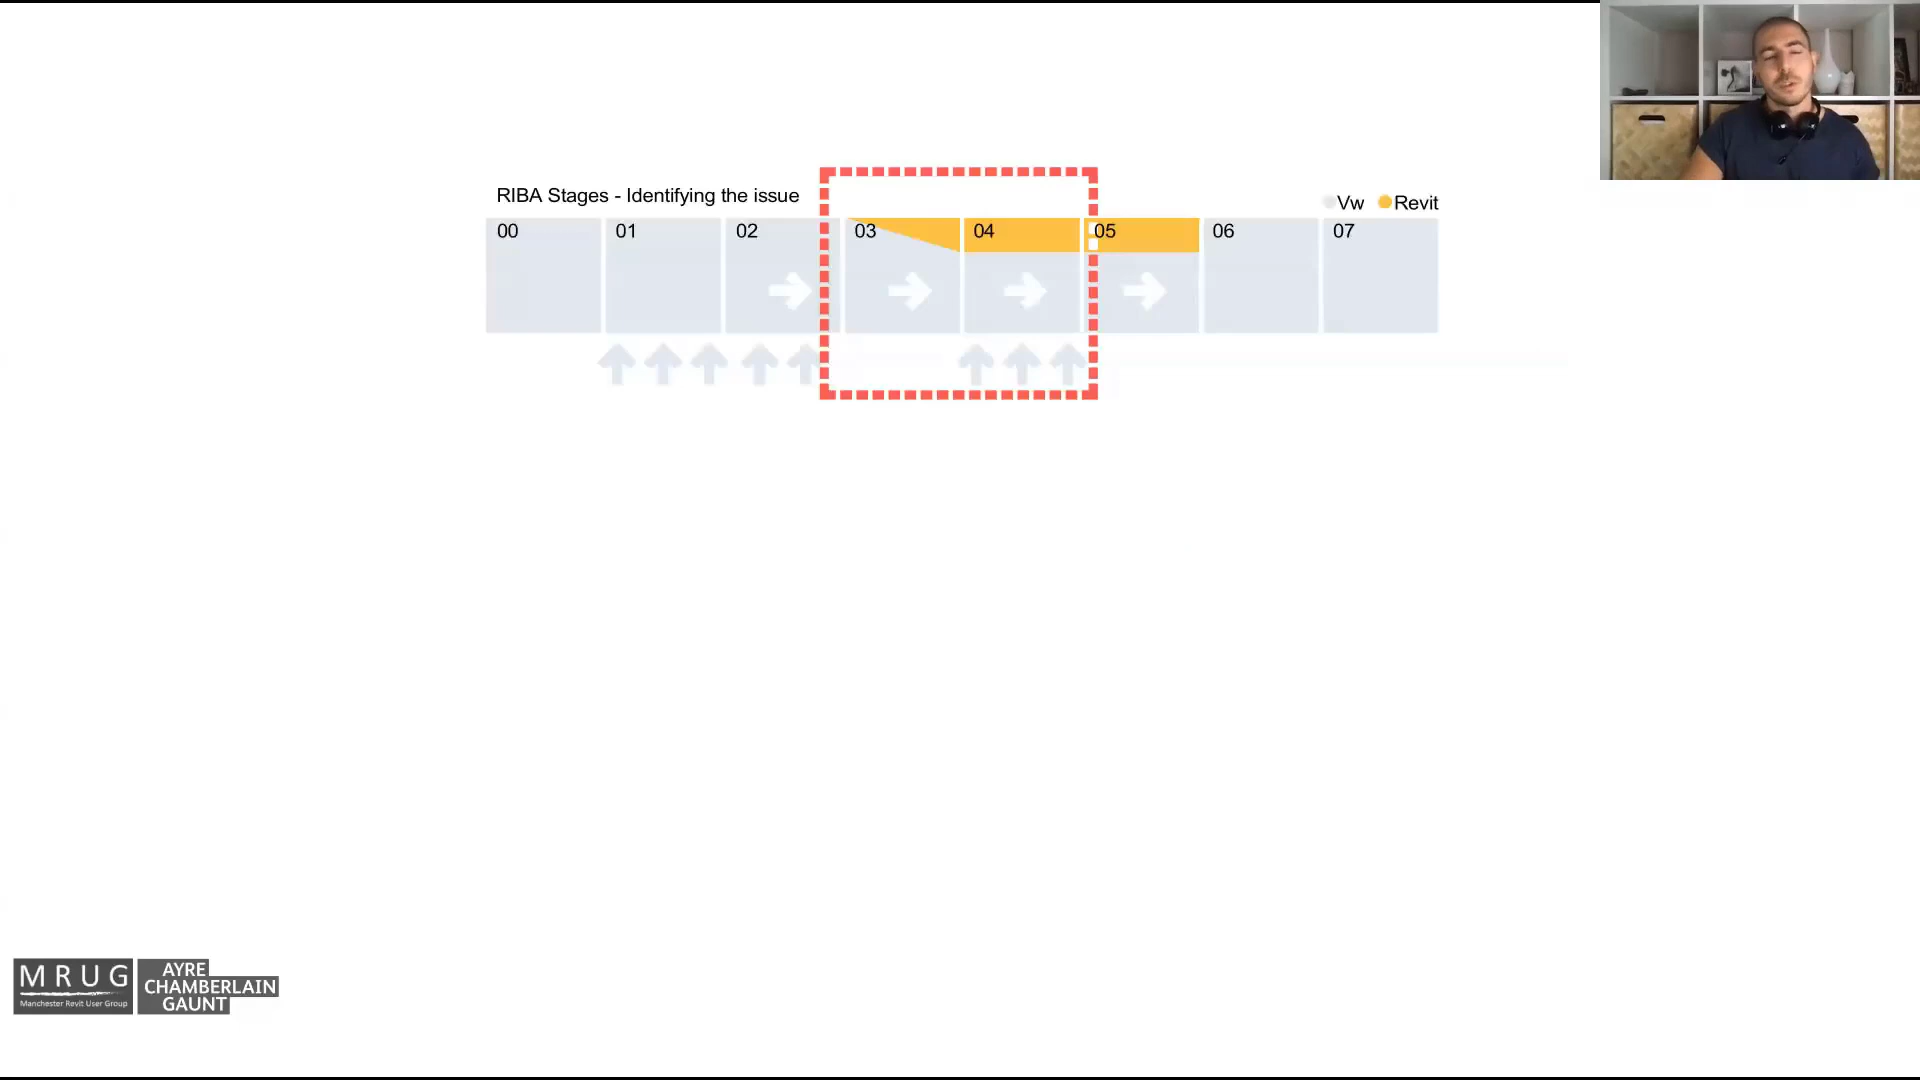 RIBA Stages - Identifying the issue
Vw Revit
00 01 02 03 04 05 06 07
MRUG
Manchester Revit User Group
AYRE
CHAMBERLAIN
GAUNT